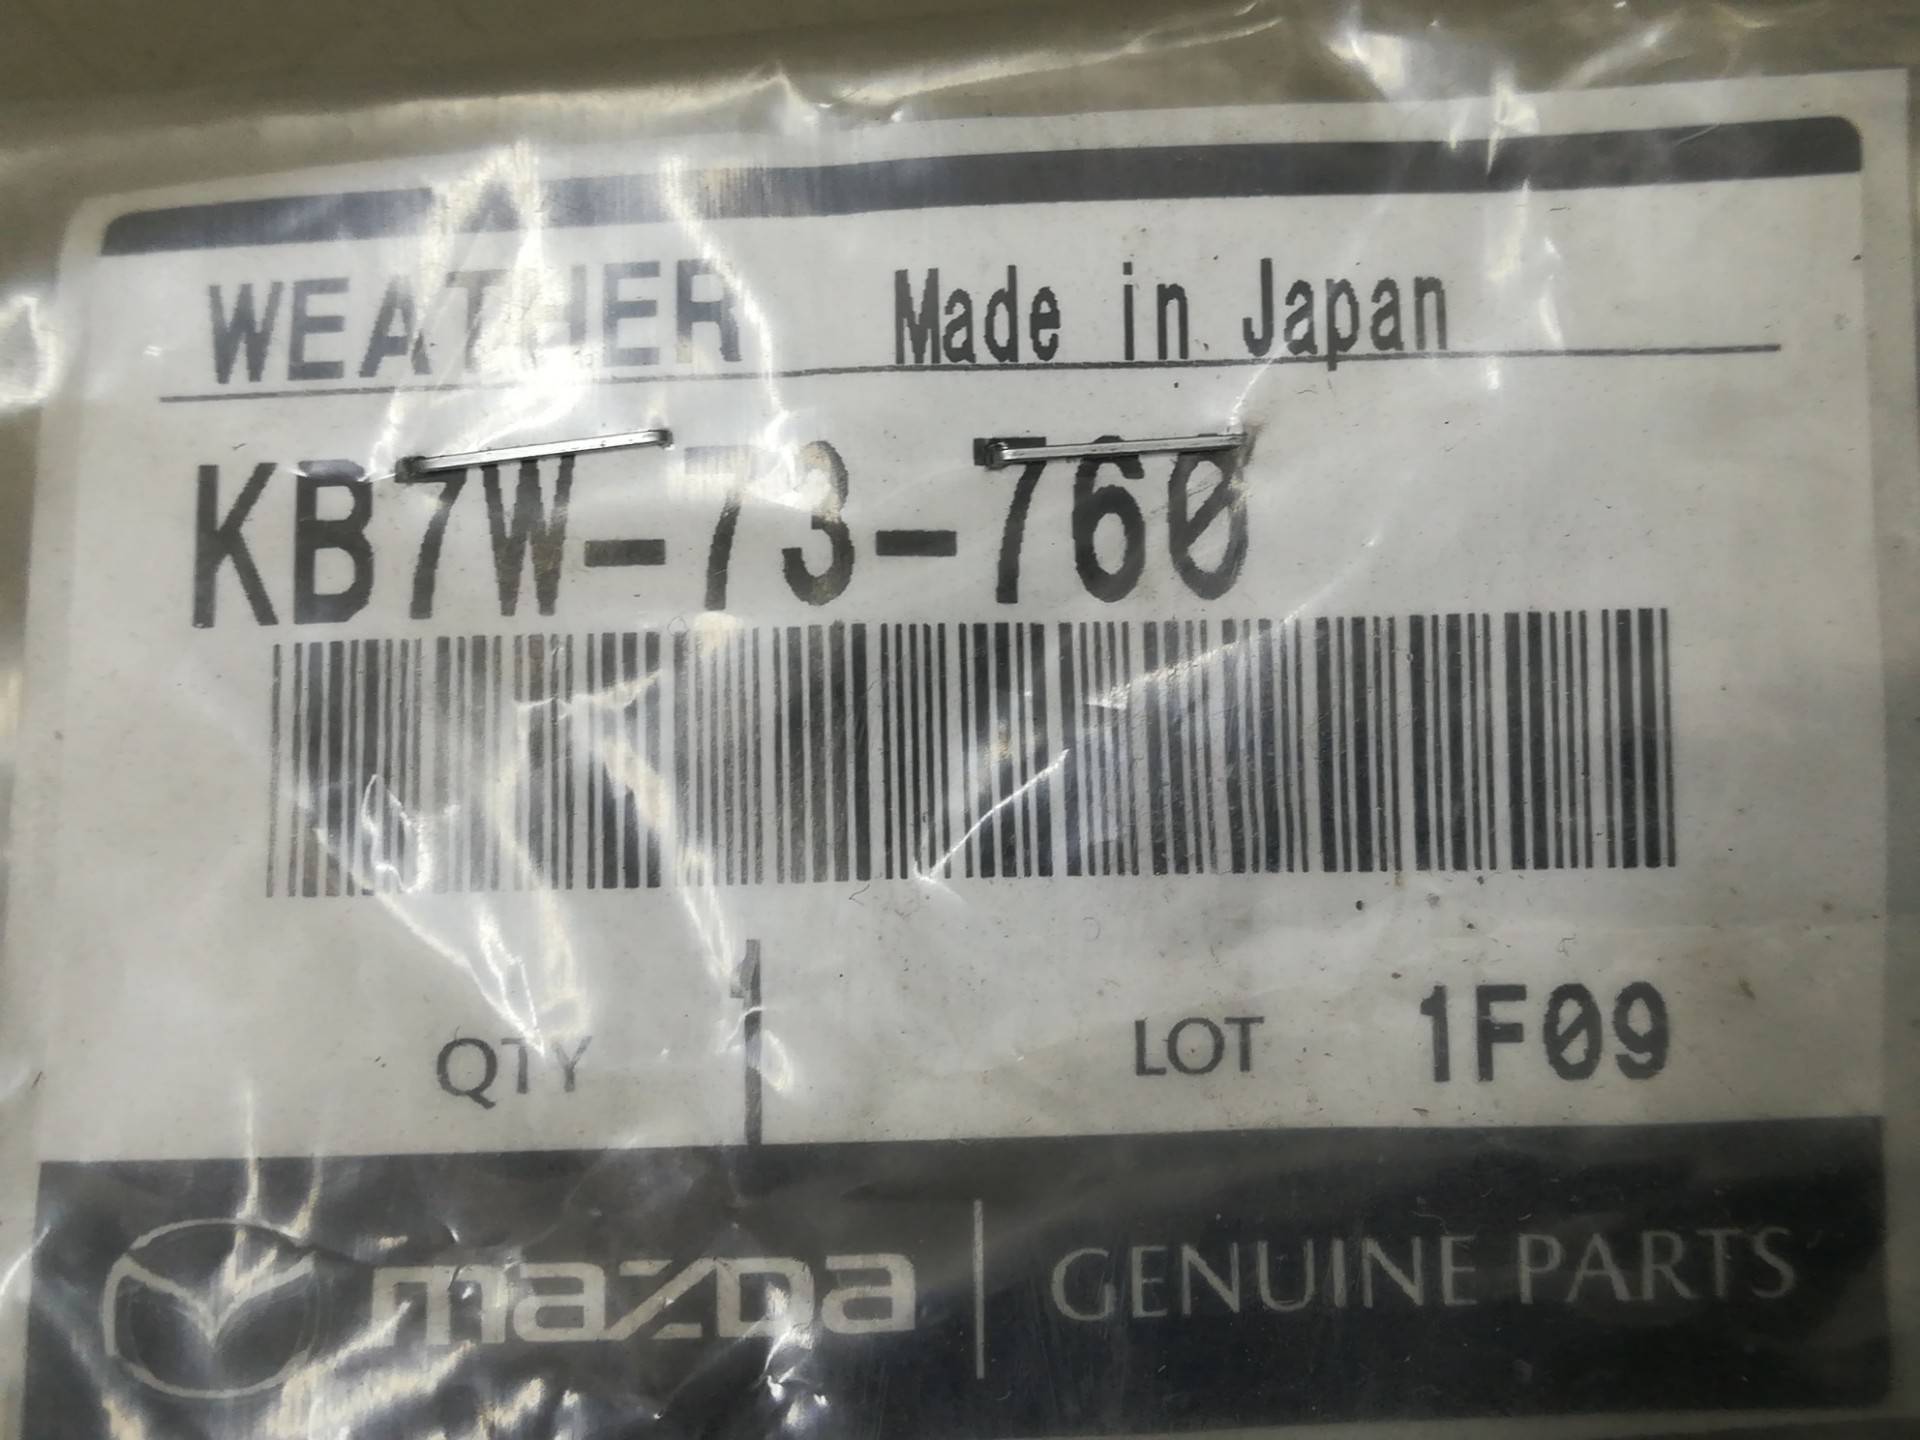 WEATHER Made in Japan
KB7W-73-760
QTY 1 LOT 1F09
mazda GENUINE PARTS